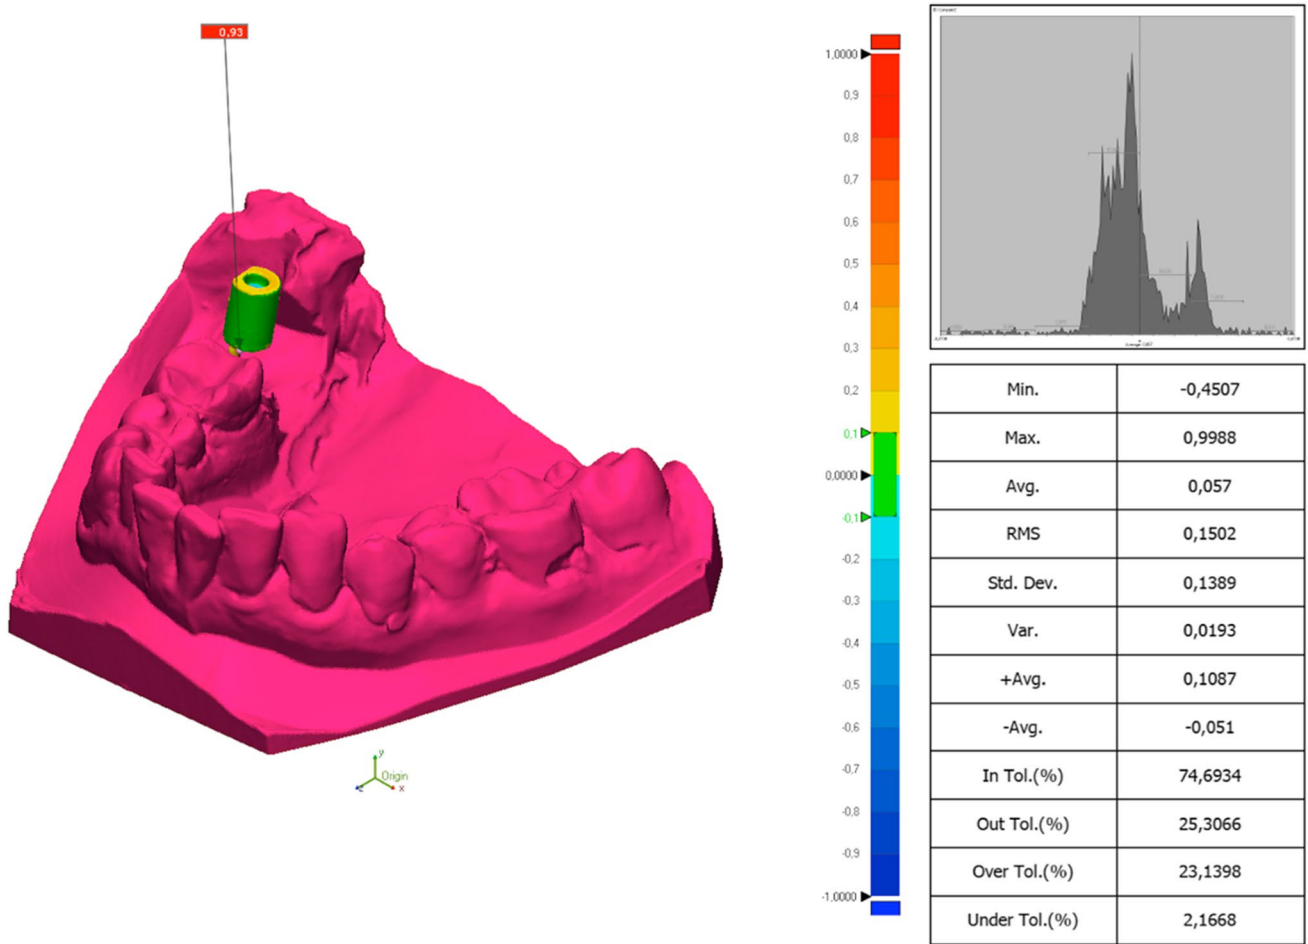 0,93
y
Origin
z
x
1,0000
0,9
0,8
0,7
0,6
0,5
0,4
0,3
0,2
0,1
0,0000
-0,1
-0,2
-0,3
-0,4
-0,5
-0,6
-0,7
-0,8
-0,9
-1,0000
Min. -0,4507
Max. 0,9988
Avg. 0,057
RMS 0,1502
Std. Dev. 0,1389
Var. 0,0193
+Avg. 0,1087
-Avg. -0,051
In Tol.(%) 74,6934
Out Tol.(%) 25,3066
Over Tol.(%) 23,1398
Under Tol.(%) 2,1668